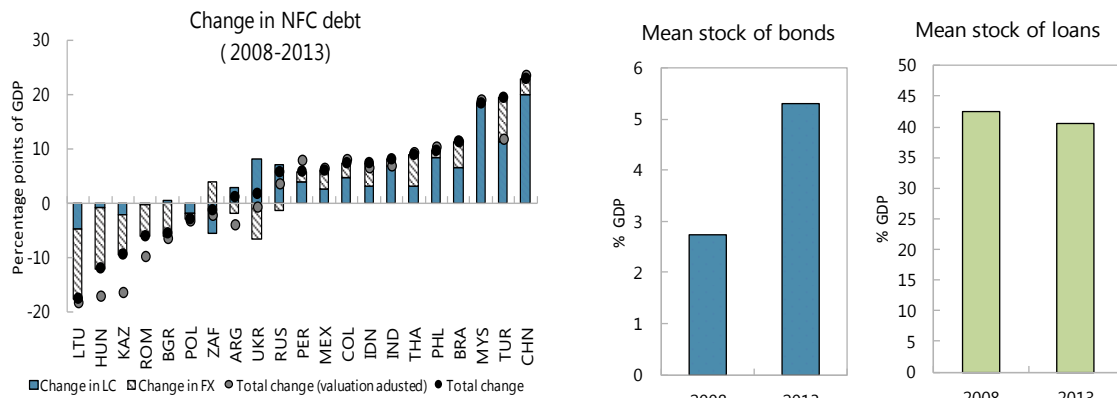 Change in NFC debt
( 2008-2013)
Percentage points of GDP
30
20
10
0
-10
-20
LTU
HUN
KAZ
ROM
BGR
POL
ZAF
ARG
UKR
RUS
PER
MEX
COL
IDN
IND
THA
PHL
BRA
MYS
TUR
CHN
Change in LC
Change in FX
Total change (valuation adusted)
Total change
Mean stock of bonds
% GDP
6
5
4
3
2
1
0
2008
2013
Mean stock of loans
% GDP
50
45
40
35
30
25
20
15
10
5
0
2008
2013